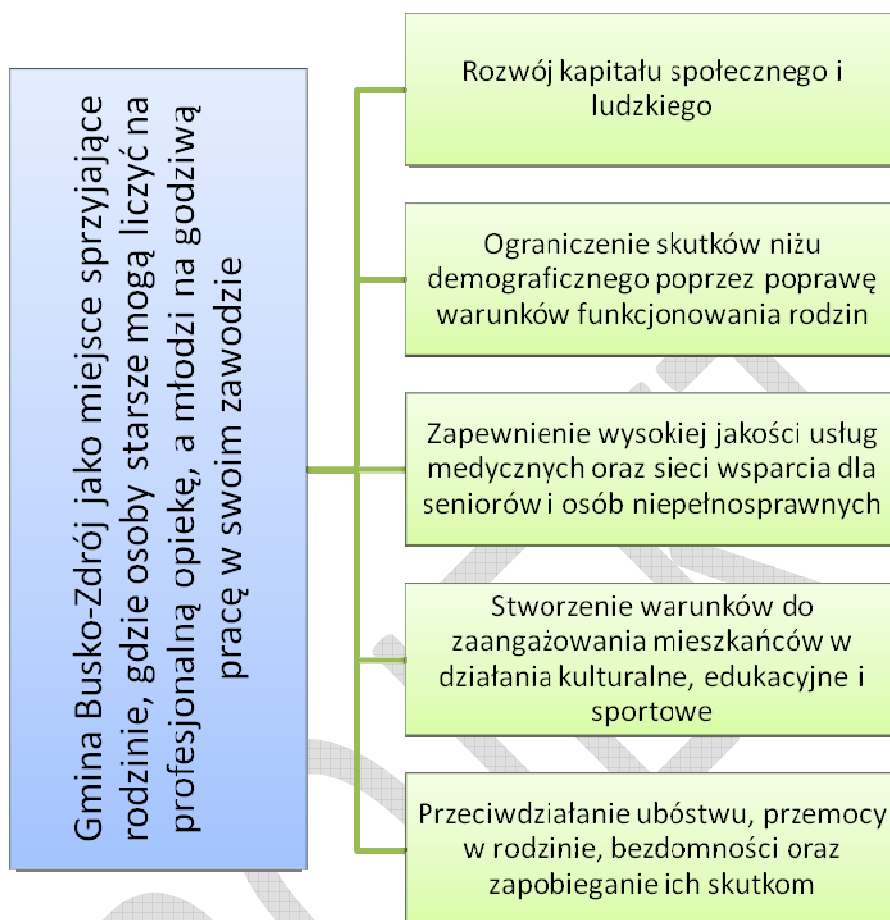 Gmina Busko-Zdrój jako miejsce sprzyjające
rodzinie, gdzie osoby starsze mogą liczyć na
profesjonalną opiekę, a młodzi na godziwą
pracę w swoim zawodzie
Rozwój kapitału społecznego i
ludzkiego
Ograniczenie skutków niżu
demograficznego poprzez poprawę
warunków funkcjonowania rodzin
Zapewnienie wysokiej jakości usług
medycznych oraz sieci wsparcia dla
seniorów i osób niepełnosprawnych
Stworzenie warunków do
zaangażowania mieszkańców w
działania kulturalne, edukacyjne i
sportowe
Przeciwdziałanie ubóstwu, przemocy
w rodzinie, bezdomności oraz
zapobieganie ich skutkom